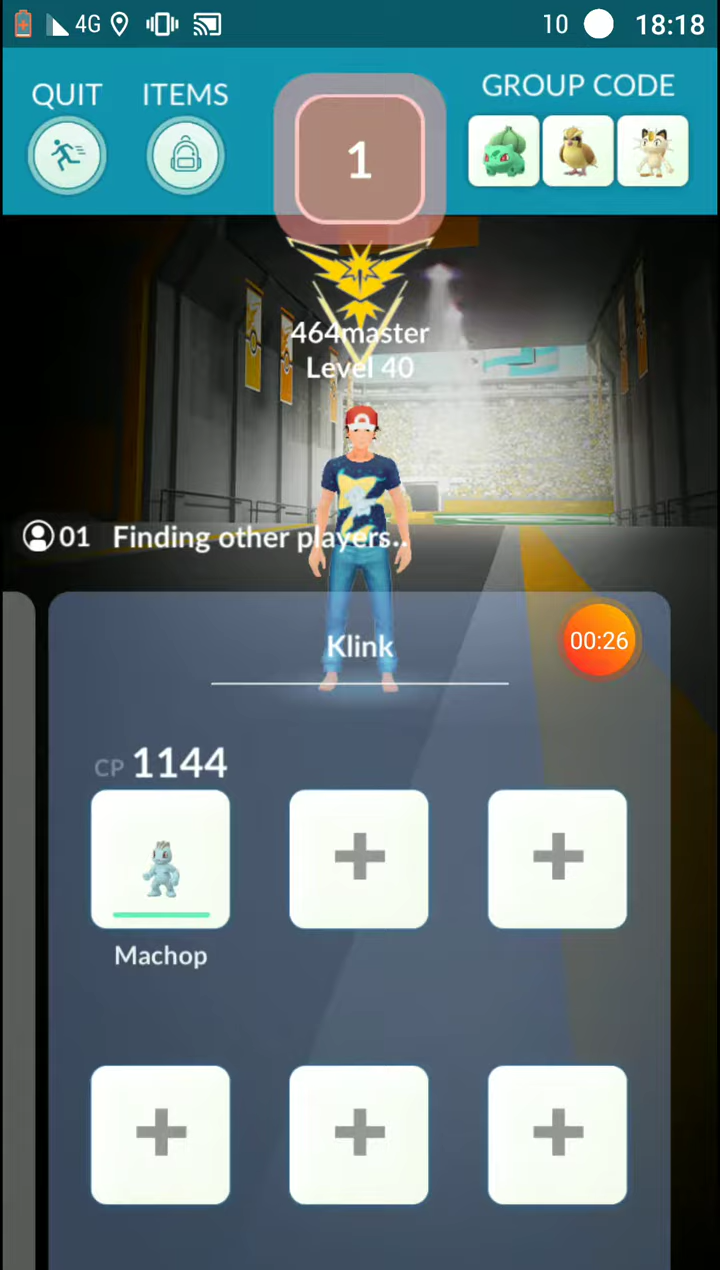 4G 10 18:18
QUIT ITEMS GROUP CODE
1
464master
Level 40
01 Finding other players..
Klink
00:26
CP 1144
Machop